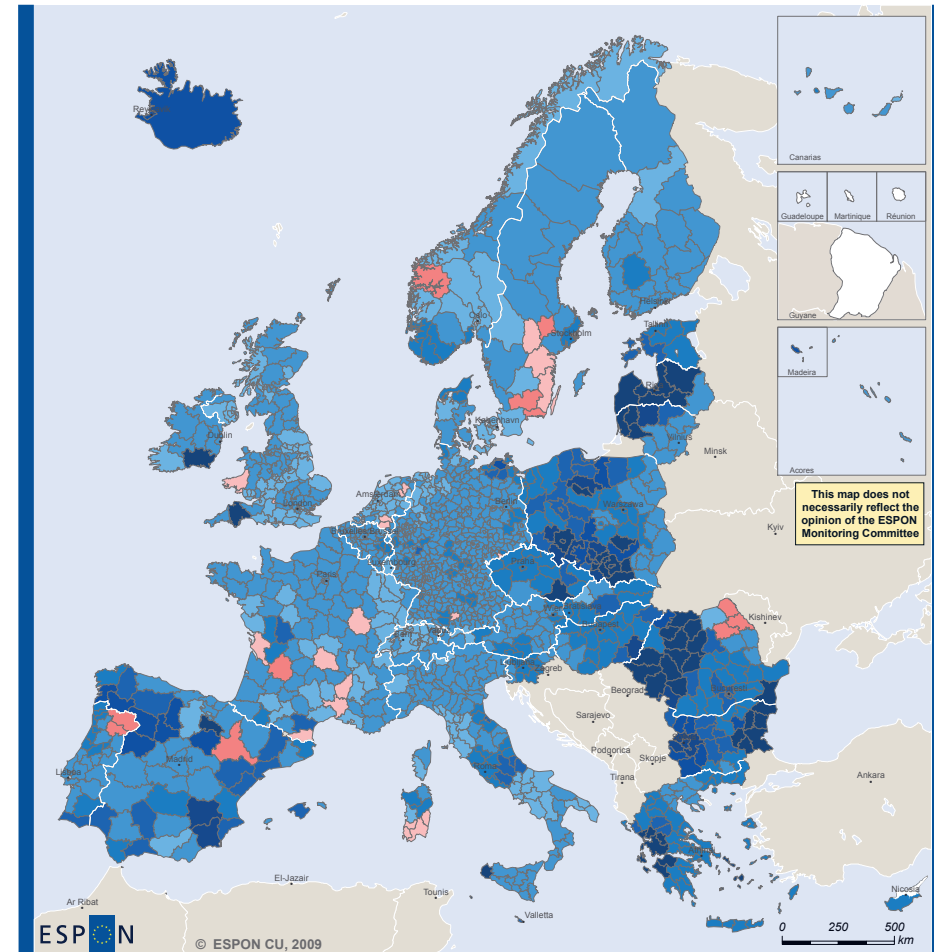 Reyk
Canarias
Guadeloupe
Martinique
Réunion
Guyane
Oslo
Helsinki
Tallinn
Stockholm
Madeira
Riga
Dublin
København
Vilnius
Minsk
Acores
This map does not
necessarily reflect the
opinion of the ESPON
Monitoring Committee
Amsterdam
London
Berlin
Warszawa
Kyiv
Luxembourg
Praha
Paris
Kishinev
Bern
Zagreb
Beograd
Sarajevo
Podgorica
Skopje
Madrid
Lisboa
Tirana
Ankara
El-Jazair
Tounis
Ar Ribat
Valletta
Nicosia
0 250 500
km
ESPON
© ESPON CU, 2009